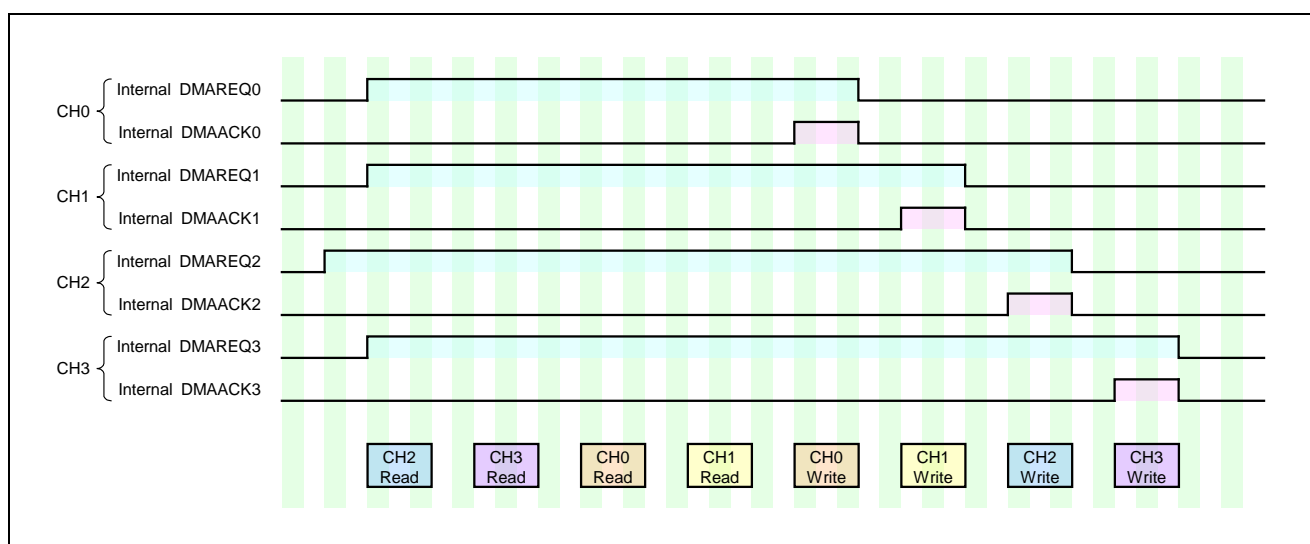 CH0
Internal DMAREQ0
Internal DMAACK0
CH1
Internal DMAREQ1
Internal DMAACK1
CH2
Internal DMAREQ2
Internal DMAACK2
CH3
Internal DMAREQ3
Internal DMAACK3
CH2
Read
CH3
Read
CH0
Read
CH1
Read
CH0
Write
CH1
Write
CH2
Write
CH3
Write